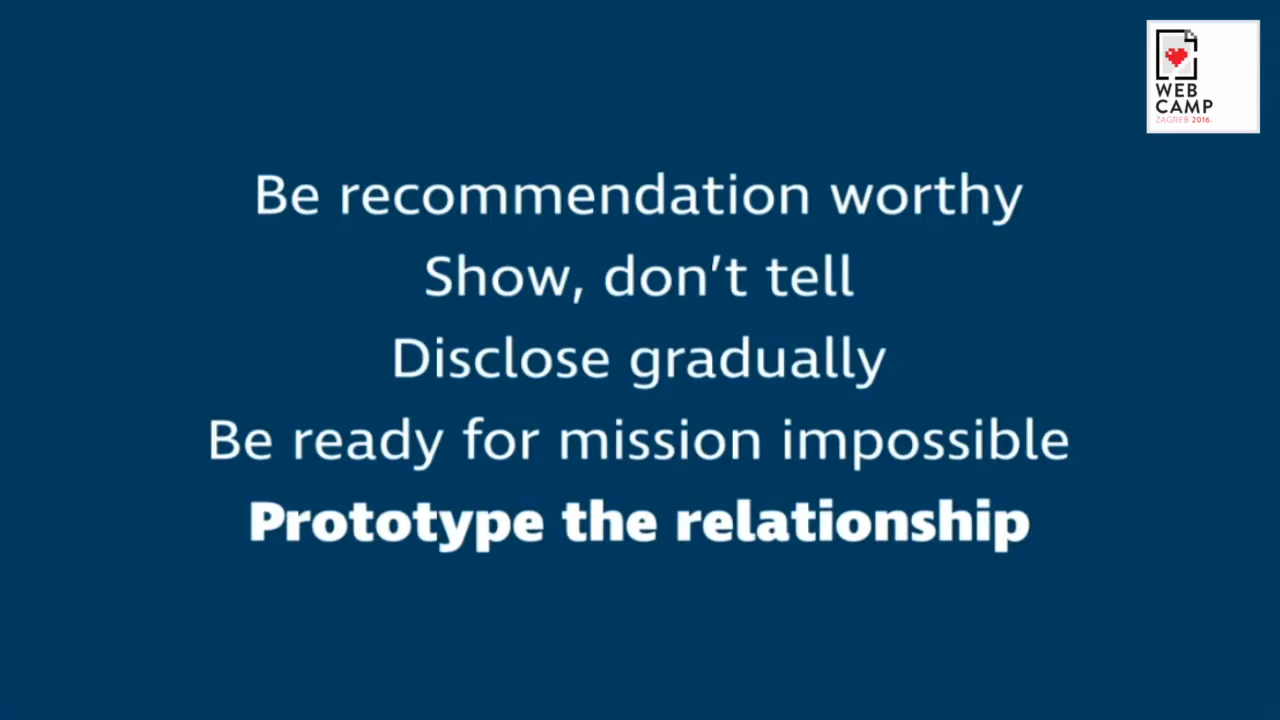 WEB
CAMP
ZAGREB 2016.
Be recommendation worthy
Show, don’t tell
Disclose gradually
Be ready for mission impossible
Prototype the relationship